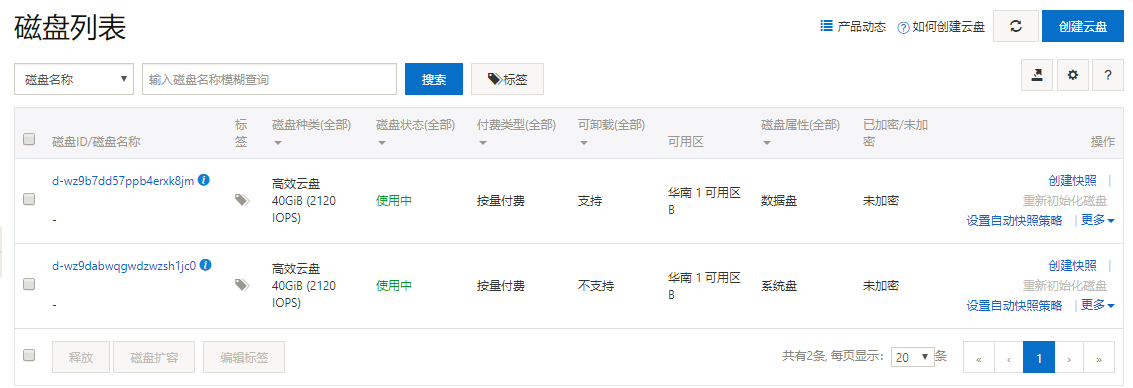 磁盘列表
产品动态 ? 如何创建云盘 创建云盘
磁盘名称 输入磁盘名称模糊查询 搜索 标签 ?
磁盘ID/磁盘名称 标签 磁盘种类(全部) 磁盘状态(全部) 付费类型(全部) 可卸载(全部) 可用区 磁盘属性(全部) 已加密/未加密 操作
d-wz9b7dd57ppb4erxk8jm
-
高效云盘
40GiB (2120
IOPS)
使用中
按量付费
支持
华南 1 可用区
B
数据盘
未加密
创建快照 |
重新初始化磁盘
设置自动快照策略 | 更多
d-wz9dabwqgwdzwzsh1jc0
-
高效云盘
40GiB (2120
IOPS)
使用中
按量付费
不支持
华南 1 可用区
B
系统盘
未加密
创建快照 |
重新初始化磁盘
设置自动快照策略 | 更多
释放 磁盘扩容 编辑标签 共有2条, 每页显示: 20 条 « ‹ 1 › »